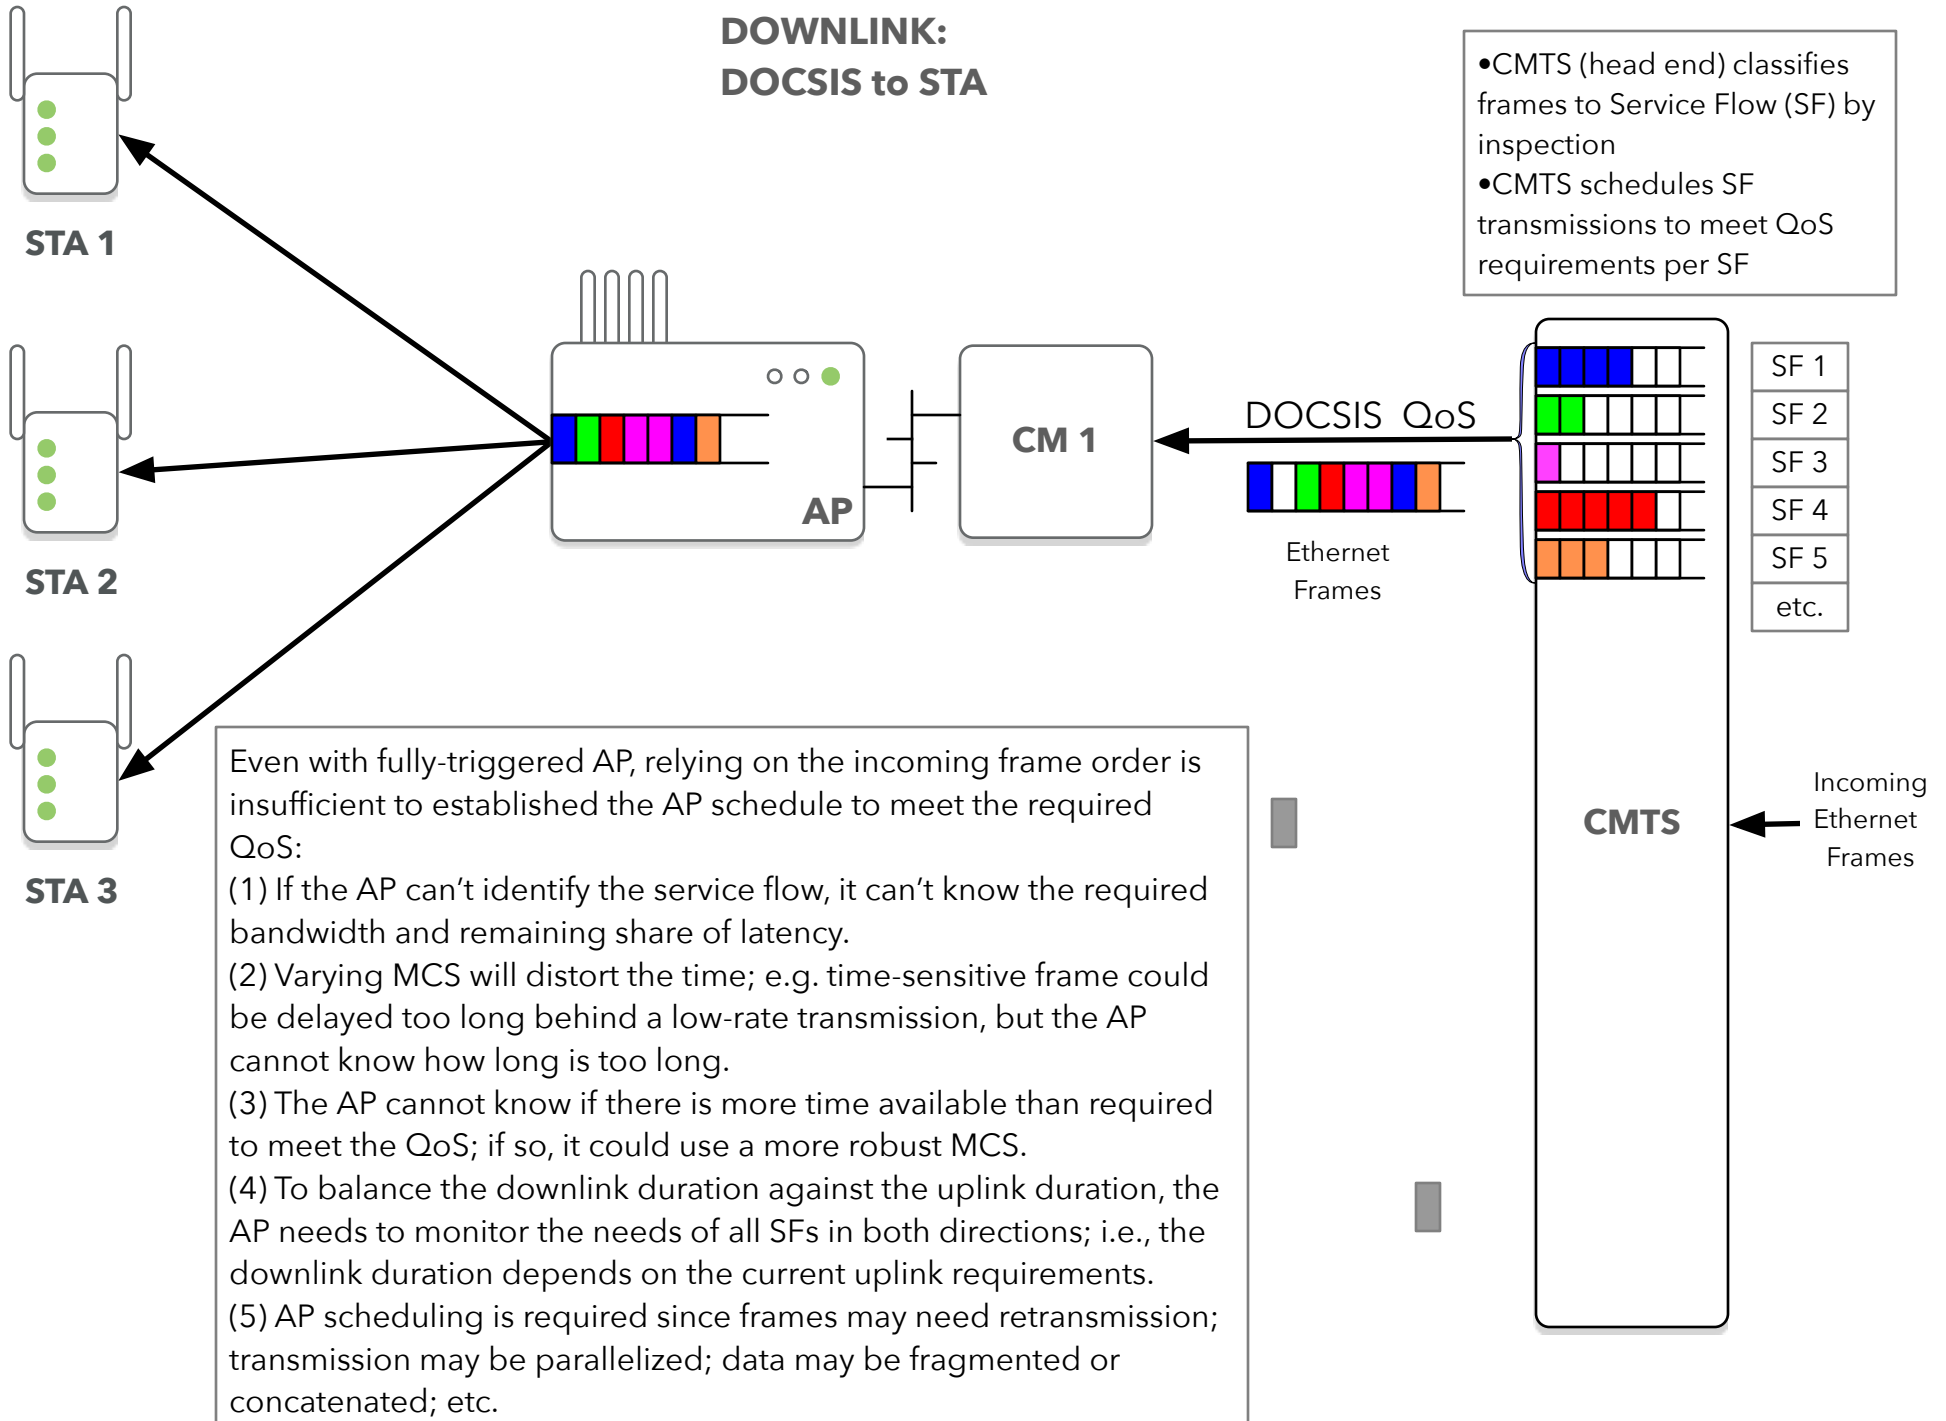 DOWNLINK:
DOCSIS to STA
•CMTS (head end) classifies
frames to Service Flow (SF) by
inspection
•CMTS schedules SF
transmissions to meet QoS
requirements per SF
STA 1
STA 2
STA 3
AP
CM 1
DOCSIS QoS
Ethernet
Frames
SF 1
SF 2
SF 3
SF 4
SF 5
etc.
CMTS
Incoming
Ethernet
Frames
Even with fully-triggered AP, relying on the incoming frame order is
insufficient to established the AP schedule to meet the required
QoS:
(1) If the AP can’t identify the service flow, it can’t know the required
bandwidth and remaining share of latency.
(2) Varying MCS will distort the time; e.g. time-sensitive frame could
be delayed too long behind a low-rate transmission, but the AP
cannot know how long is too long.
(3) The AP cannot know if there is more time available than required
to meet the QoS; if so, it could use a more robust MCS.
(4) To balance the downlink duration against the uplink duration, the
AP needs to monitor the needs of all SFs in both directions; i.e., the
downlink duration depends on the current uplink requirements.
(5) AP scheduling is required since frames may need retransmission;
transmission may be parallelized; data may be fragmented or
concatenated; etc.